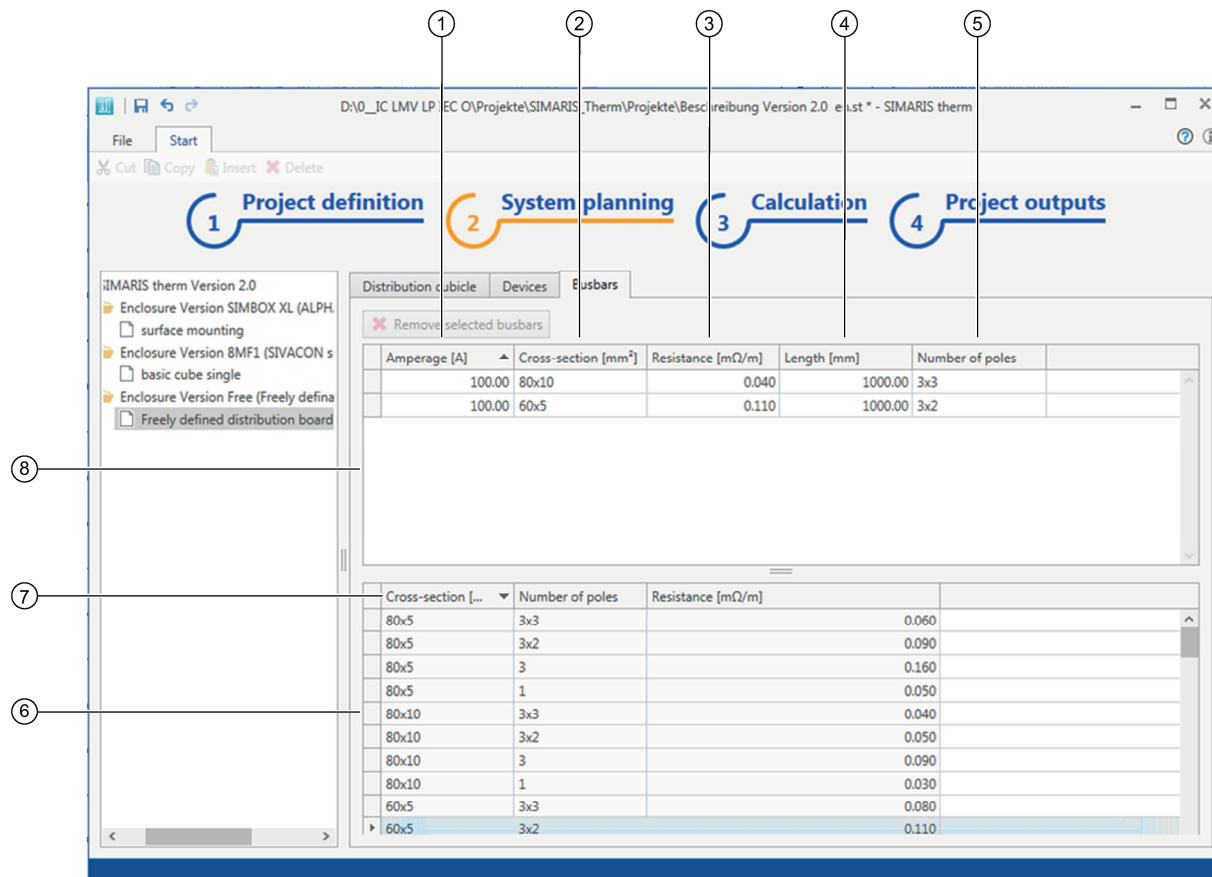 1 2 3 4 5
D:\0__IC LMV LP IEC O\Projekte\SIMARIS_Therm\Projekte\Beschreibung Version 2.0 en.st * - SIMARIS therm
File Start
Cut Copy Insert Delete
1 Project definition 2 System planning 3 Calculation 4 Project outputs
SIMARIS therm Version 2.0
Enclosure Version SIMBOX XL (ALPH
surface mounting
Enclosure Version 8MF1 (SIVACON s
basic cube single
Enclosure Version Free (Freely defina
Freely defined distribution board
Distribution cubicle Devices Busbars
Remove selected busbars
Amperage [A] Cross-section [mm²] Resistance [mΩ/m] Length [mm] Number of poles
100.00 80x10 0.040 1000.00 3x3
100.00 60x5 0.110 1000.00 3x2
8
7
Cross-section [... Number of poles Resistance [mΩ/m]
80x5 3x3 0.060
80x5 3x2 0.090
80x5 3 0.160
80x5 1 0.050
6
80x10 3x3 0.040
80x10 3x2 0.050
80x10 3 0.090
80x10 1 0.030
60x5 3x3 0.080
60x5 3x2 0.110